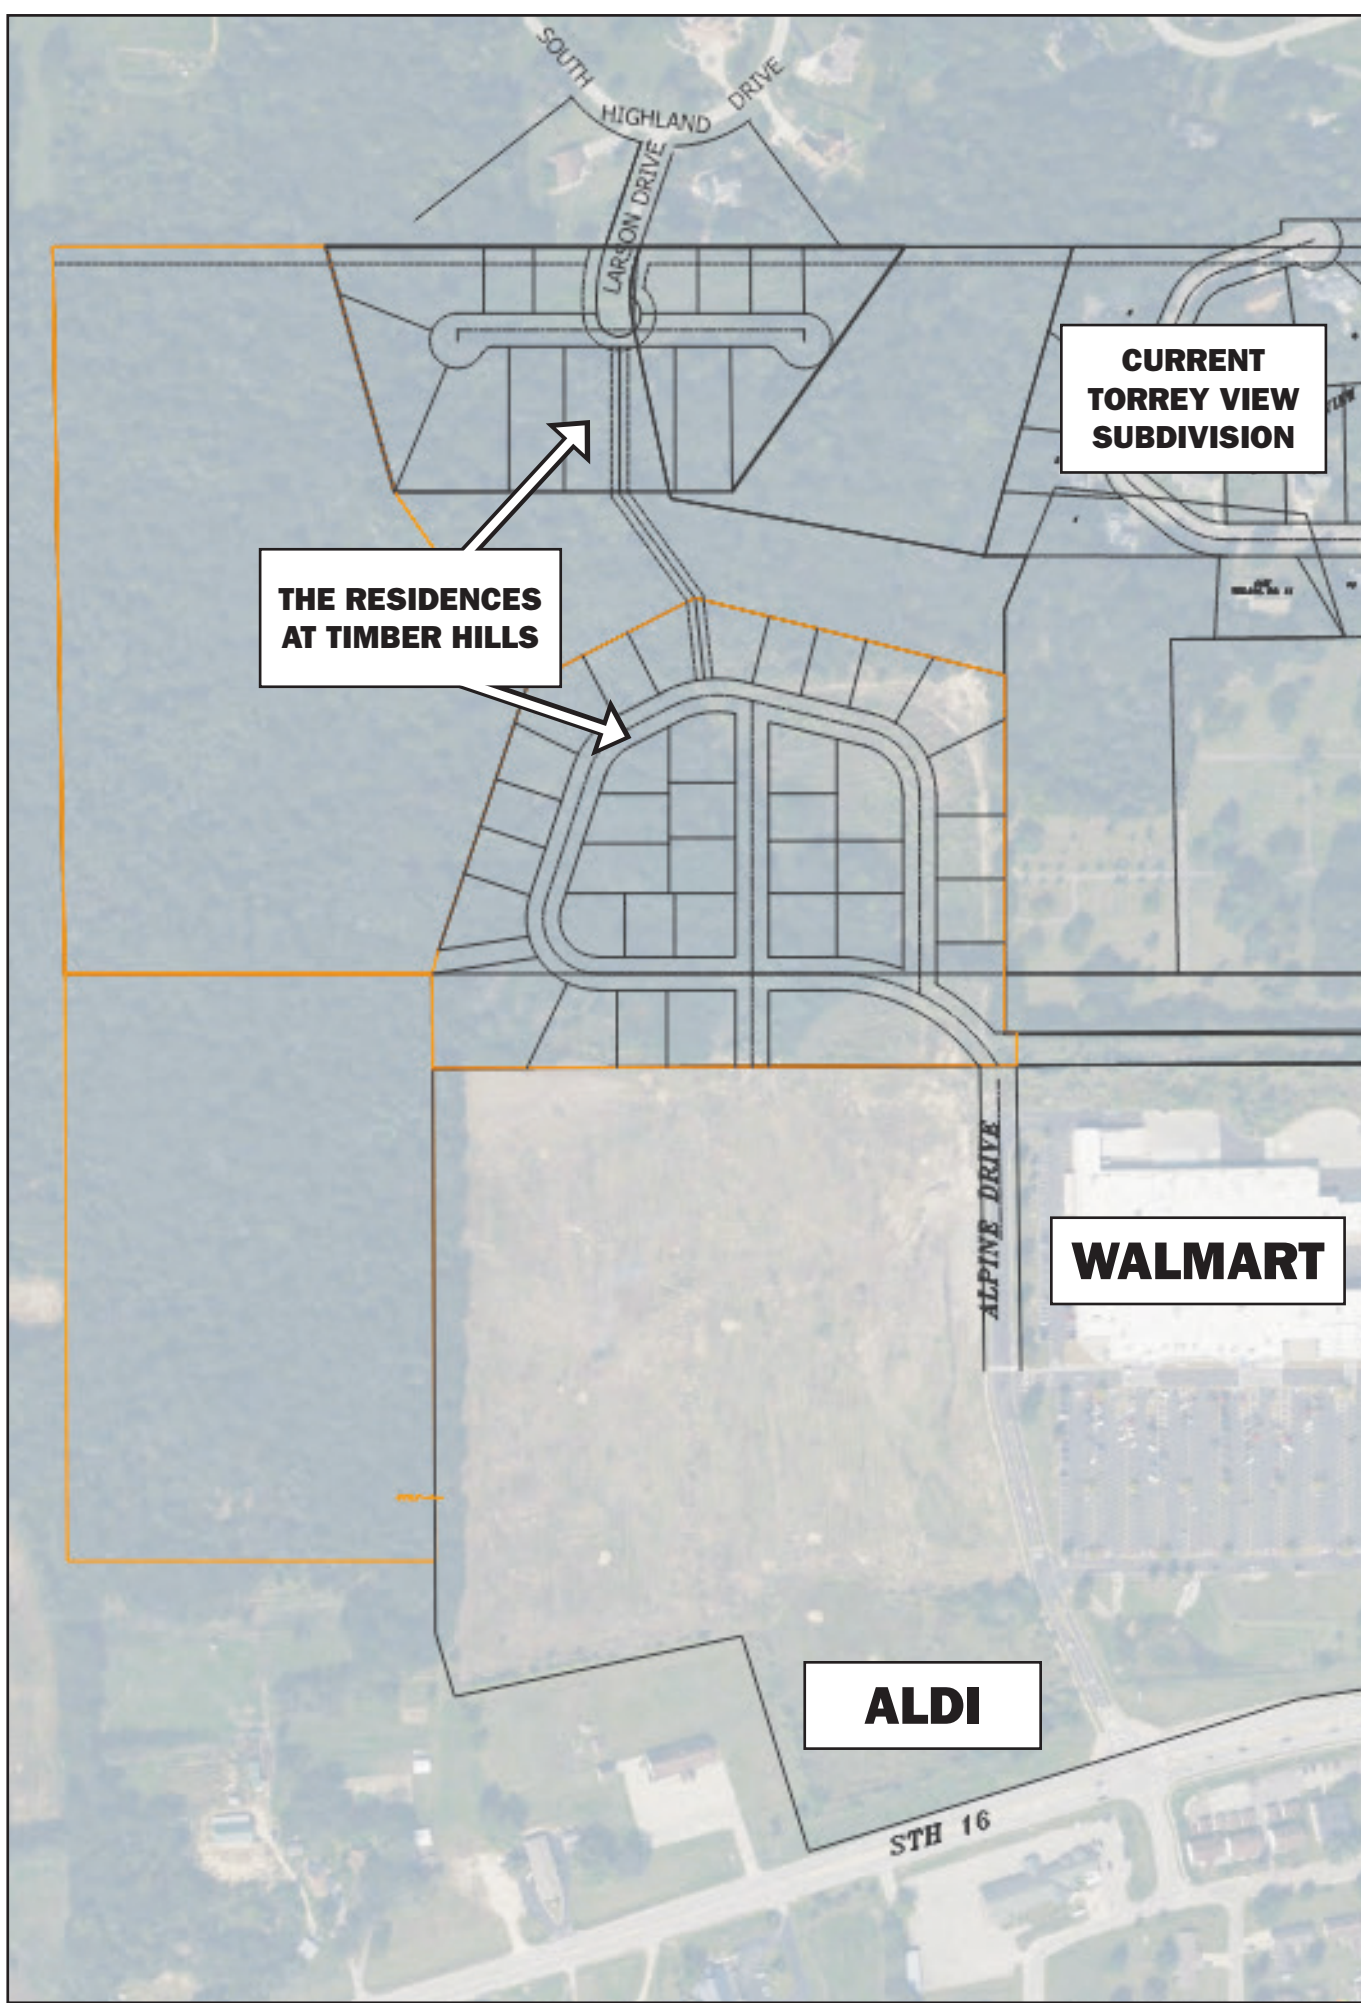 SOUTH
HIGHLAND
DRIVE
LARSON DRIVE
CURRENT
TORREY VIEW
SUBDIVISION
THE RESIDENCES
AT TIMBER HILLS
ALPINE DRIVE
WALMART
ALDI
STH 16